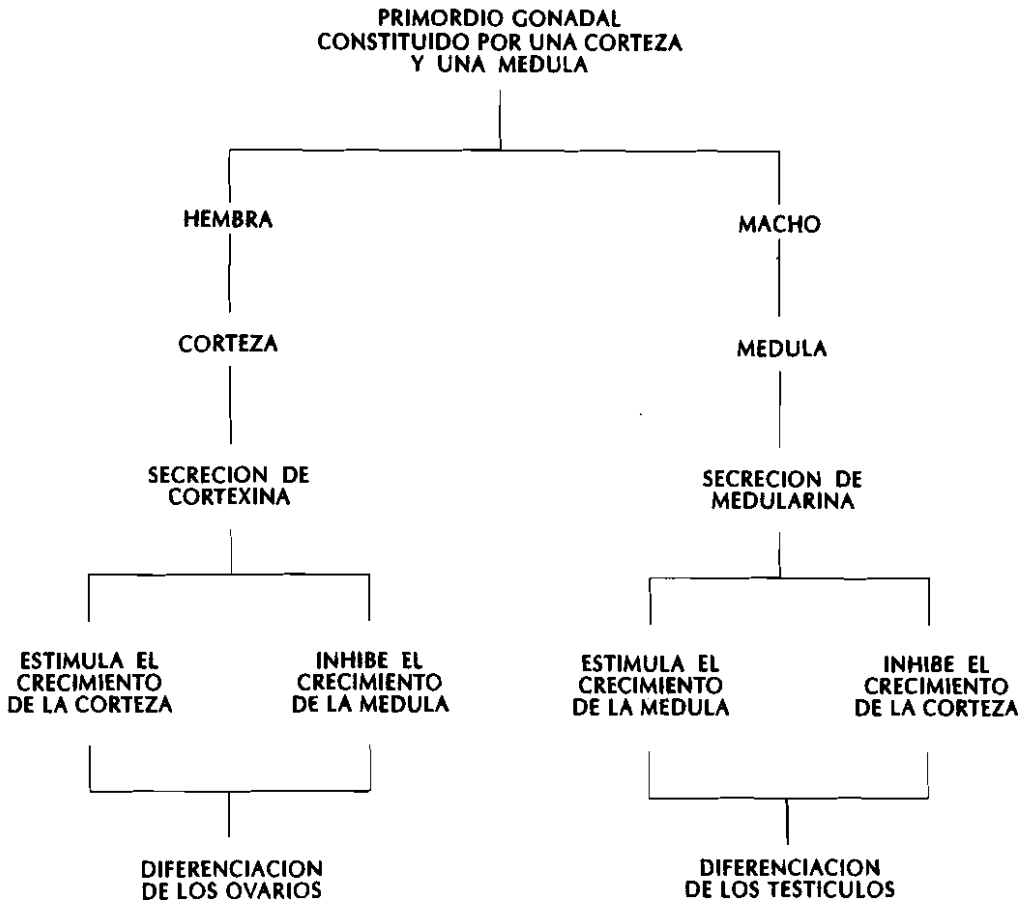 PRIMORDIO GONADAL
CONSTITUIDO POR UNA CORTEZA
Y UNA MEDULA
HEMBRA
MACHO
CORTEZA
MEDULA
SECRECION DE
CORTEXINA
SECRECION DE
MEDULARINA
ESTIMULA EL
CRECIMIENTO
DE LA CORTEZA
INHIBE EL
CRECIMIENTO
DE LA MEDULA
ESTIMULA EL
CRECIMIENTO
DE LA MEDULA
INHIBE EL
CRECIMIENTO
DE LA CORTEZA
DIFERENCIACION
DE LOS OVARIOS
DIFERENCIACION
DE LOS TESTICULOS